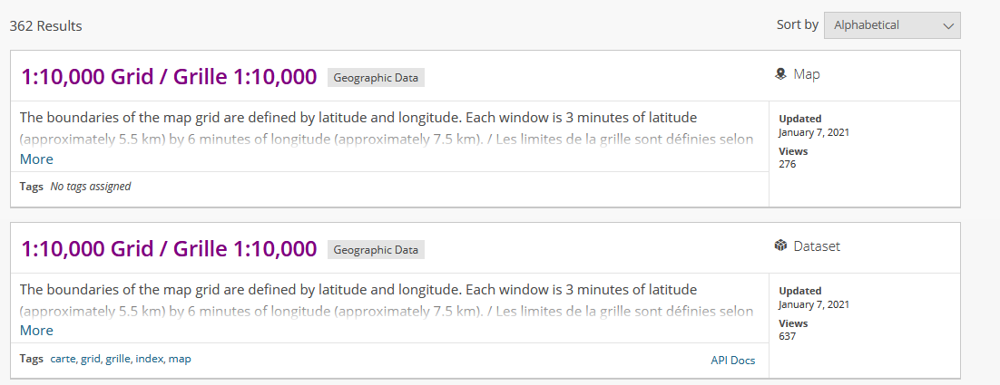 362 Results
Sort by Alphabetical
1:10,000 Grid / Grille 1:10,000 Geographic Data
Map
The boundaries of the map grid are defined by latitude and longitude. Each window is 3 minutes of latitude
(approximately 5.5 km) by 6 minutes of longitude (approximately 7.5 km). / Les limites de la grille sont définies selon
More
Tags No tags assigned
Updated
January 7, 2021
Views
276
1:10,000 Grid / Grille 1:10,000 Geographic Data
Dataset
The boundaries of the map grid are defined by latitude and longitude. Each window is 3 minutes of latitude
(approximately 5.5 km) by 6 minutes of longitude (approximately 7.5 km). / Les limites de la grille sont définies selon
More
Tags carte, grid, grille, index, map
API Docs
Updated
January 7, 2021
Views
637